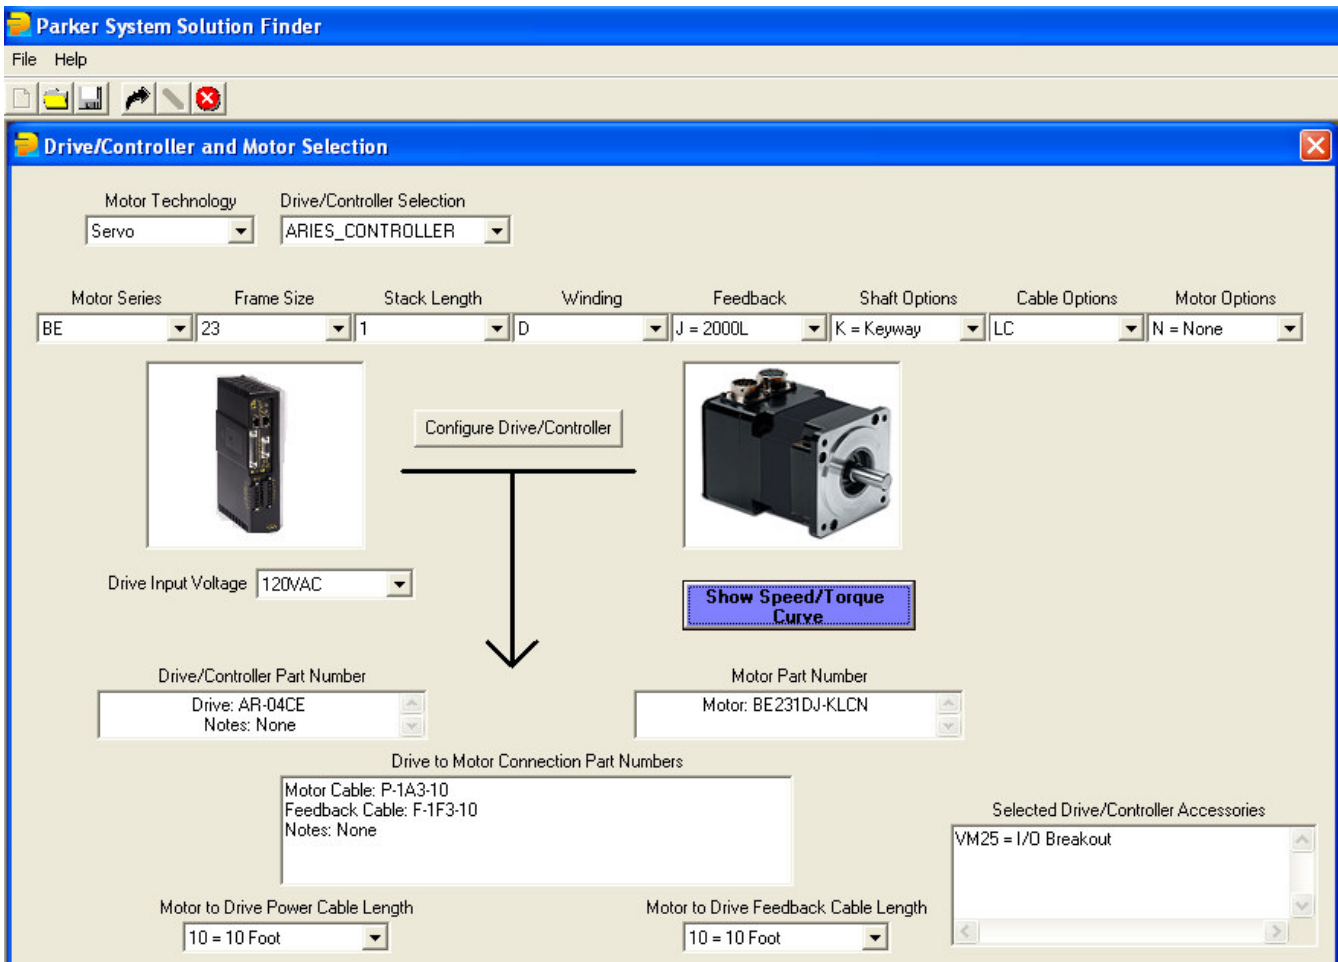 Parker System Solution Finder
File Help
Drive/Controller and Motor Selection
Motor Technology Drive/Controller Selection
Servo ARIES_CONTROLLER
Motor Series Frame Size Stack Length Winding Feedback Shaft Options Cable Options Motor Options
BE 23 1 D J = 2000L K = Keyway LC N = None
Configure Drive/Controller
Drive Input Voltage 120VAC
Show Speed/Torque
Curve
Drive/Controller Part Number Motor Part Number
Drive: AR-04CE Motor: BE231DJ-KLCN
Notes: None
Drive to Motor Connection Part Numbers
Motor Cable: P-1A3-10
Feedback Cable: F-1F3-10
Notes: None
Selected Drive/Controller Accessories
VM25 = I/O Breakout
Motor to Drive Power Cable Length Motor to Drive Feedback Cable Length
10 = 10 Foot 10 = 10 Foot